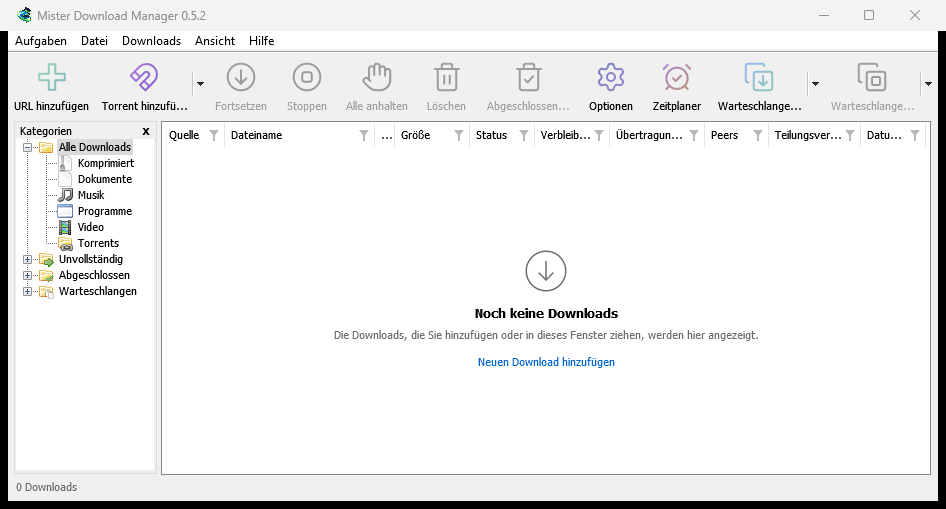 Mister Download Manager 0.5.2
Aufgaben Datei Downloads Ansicht Hilfe
URL hinzufügen Torrent hinzufü... Fortsetzen Stoppen Alle anhalten Löschen Abgeschlossen... Optionen Zeitplaner Warteschlange... Warteschlange...
Kategorien x
Quelle Dateiname ... Größe Status Verbleib... Übertragun... Peers Teilungsver... Datu...
Alle Downloads
Komprimiert
Dokumente
Musik
Programme
Video
Torrents
Unvollständig
Abgeschlossen
Warteschlangen
Noch keine Downloads
Die Downloads, die Sie hinzufügen oder in dieses Fenster ziehen, werden hier angezeigt.
Neuen Download hinzufügen
0 Downloads